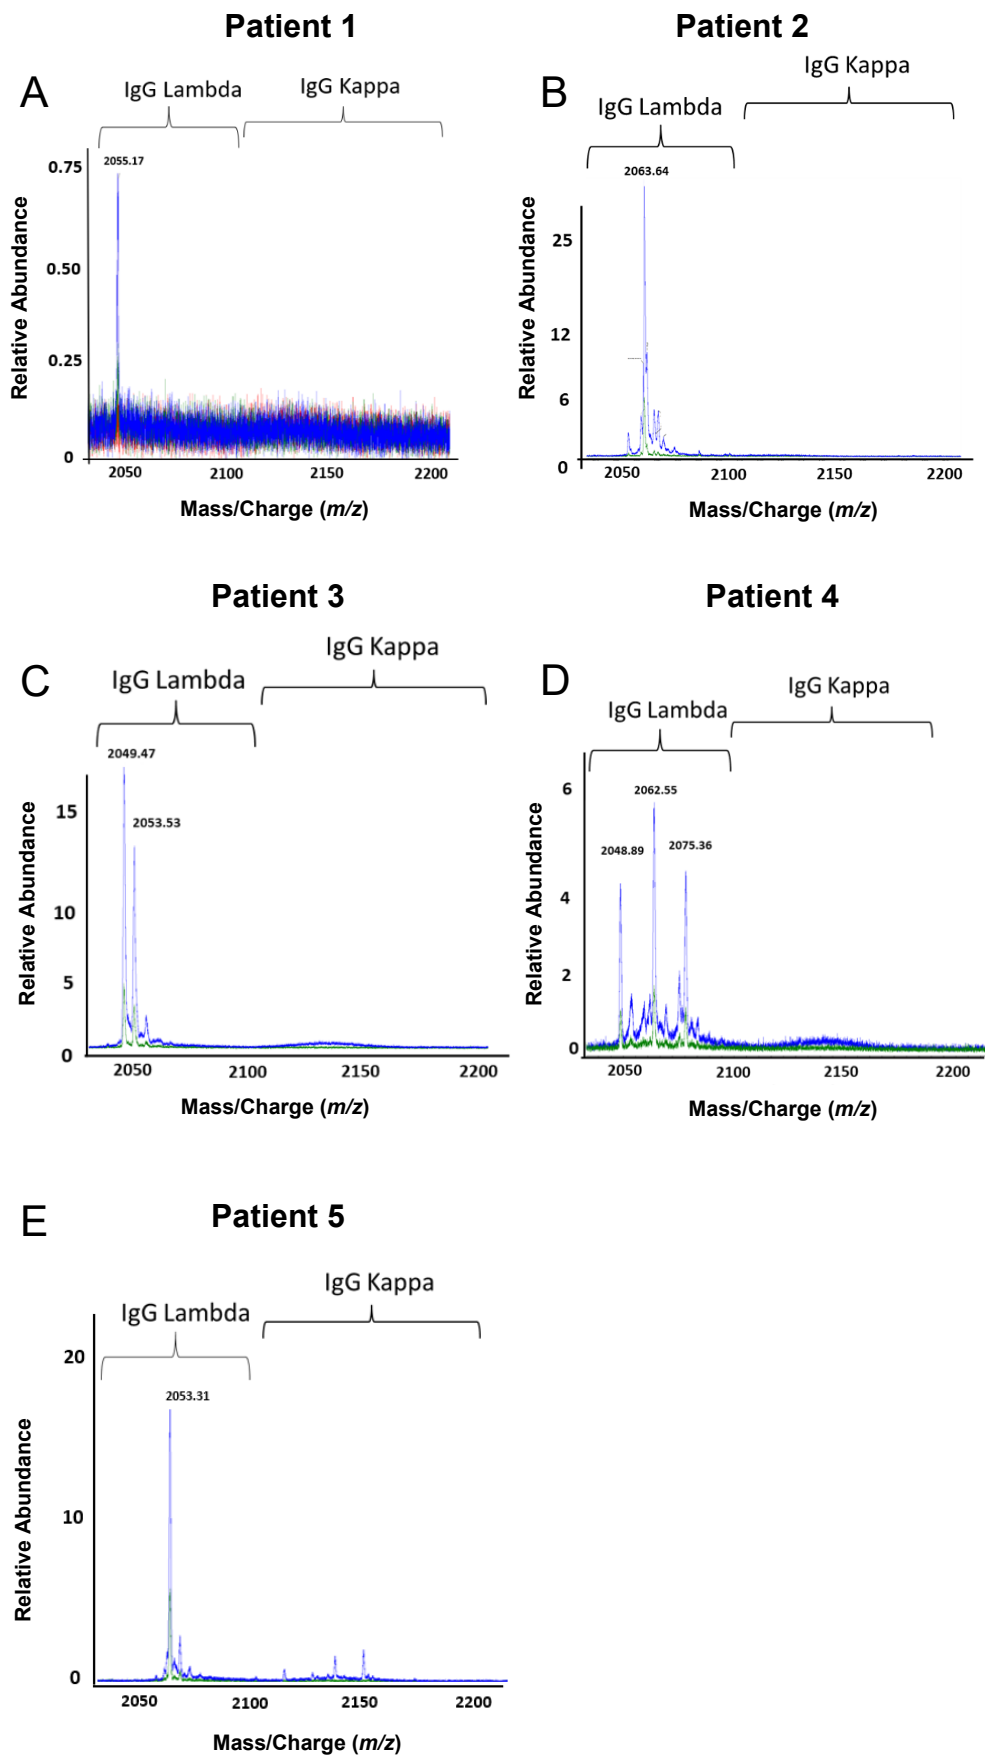 Patient 1
A
IgG Lambda
IgG Kappa
2055.17
0.75
0.50
0.25
0
Relative Abundance
2050 2100 2150 2200
Mass/Charge (m/z)
Patient 2
B
IgG Lambda
IgG Kappa
2063.64
25
12
6
0
Relative Abundance
2050 2100 2150 2200
Mass/Charge (m/z)
Patient 3
C
IgG Lambda
IgG Kappa
2049.47
2053.53
15
10
5
0
Relative Abundance
2050 2100 2150 2200
Mass/Charge (m/z)
Patient 4
D
IgG Lambda
IgG Kappa
2062.55
2048.89
2075.36
6
4
2
0
Relative Abundance
2050 2100 2150 2200
Mass/Charge (m/z)
Patient 5
E
IgG Lambda
IgG Kappa
2053.31
20
10
0
Relative Abundance
2050 2100 2150 2200
Mass/Charge (m/z)